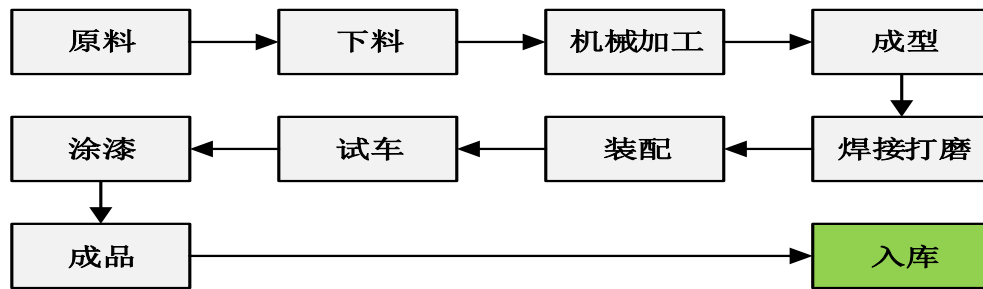 原料
下料
机械加工
成型
焊接打磨
装配
试车
涂漆
成品
入库